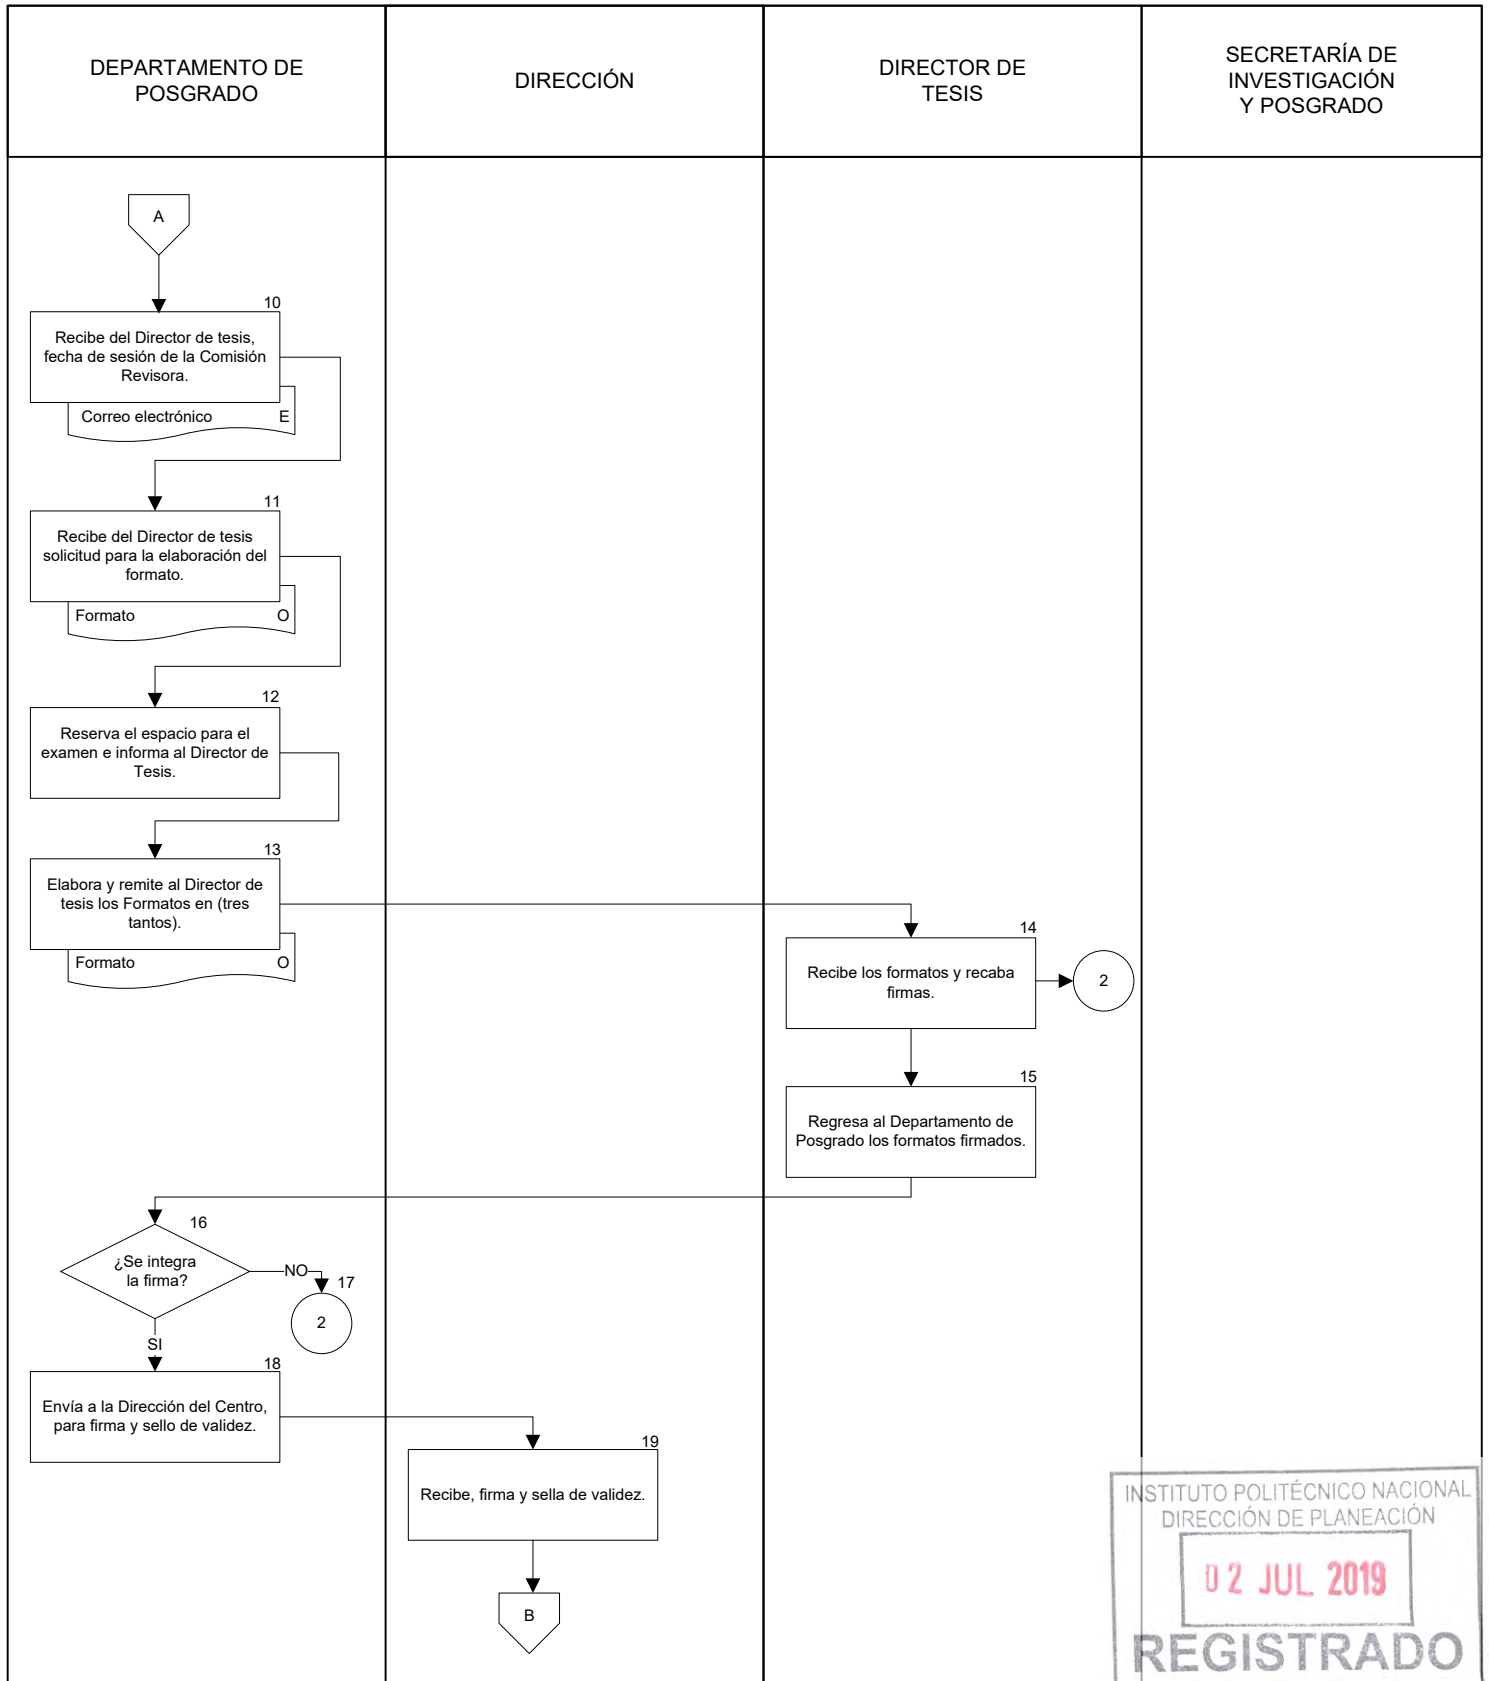 DEPARTAMENTO DE
POSGRADO
DIRECCIÓN
DIRECTOR DE
TESIS
SECRETARÍA DE
INVESTIGACIÓN
Y POSGRADO
A
10
Recibe del Director de tesis,
fecha de sesión de la Comisión
Revisora.
Correo electrónico E
11
Recibe del Director de tesis
solicitud para la elaboración del
formato.
Formato O
12
Reserva el espacio para el
examen e informa al Director de
Tesis.
13
Elabora y remite al Director de
tesis los Formatos en (tres
tantos).
Formato O
14
Recibe los formatos y recaba
firmas.
2
15
Regresa al Departamento de
Posgrado los formatos firmados.
16
¿Se integra
la firma?
NO
17
2
SI
18
Envía a la Dirección del Centro,
para firma y sello de validez.
19
Recibe, firma y sella de validez.
B
INSTITUTO POLITÉCNICO NACIONAL
DIRECCIÓN DE PLANEACIÓN
02 JUL 2019
REGISTRADO